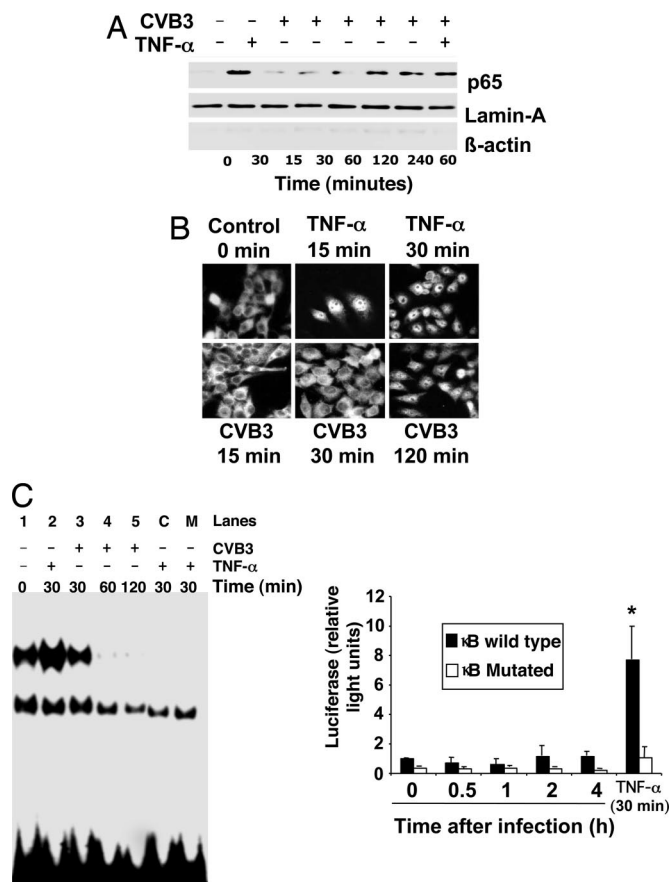 A
CVB3 – – + + + + + +
TNF-α – + – – – – – +
p65
Lamin-A
ß-actin
0 30 15 30 60 120 240 60
Time (minutes)
B
Control TNF-α TNF-α
0 min 15 min 30 min
CVB3 CVB3 CVB3
15 min 30 min 120 min
C
1 2 3 4 5 C M Lanes
– – + + + – – CVB3
– + – – – + + TNF-α
0 30 30 60 120 30 30 Time (min)
Luciferase (relative
light units)
12
10
8
6
4
2
0
κB wild type
κB Mutated
*
0 0.5 1 2 4 TNF-α
(30 min)
Time after infection (h)